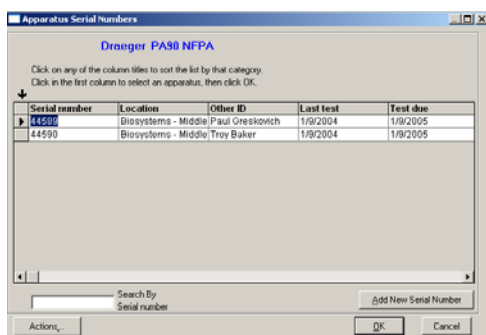 Apparatus Serial Numbers
Draeger PA90 NFPA
Click on any of the column titles to sort the list by that category.
Click in the first column to select an apparatus, then click OK.
Serial number Location Other ID Last test Test due
44589 Biosystems - Middle Paul Greskovich 1/9/2004 1/9/2005
44590 Biosystems - Middle Troy Baker 1/9/2004 1/9/2005
Search By
Serial number
Add New Serial Number
Actions... OK Cancel